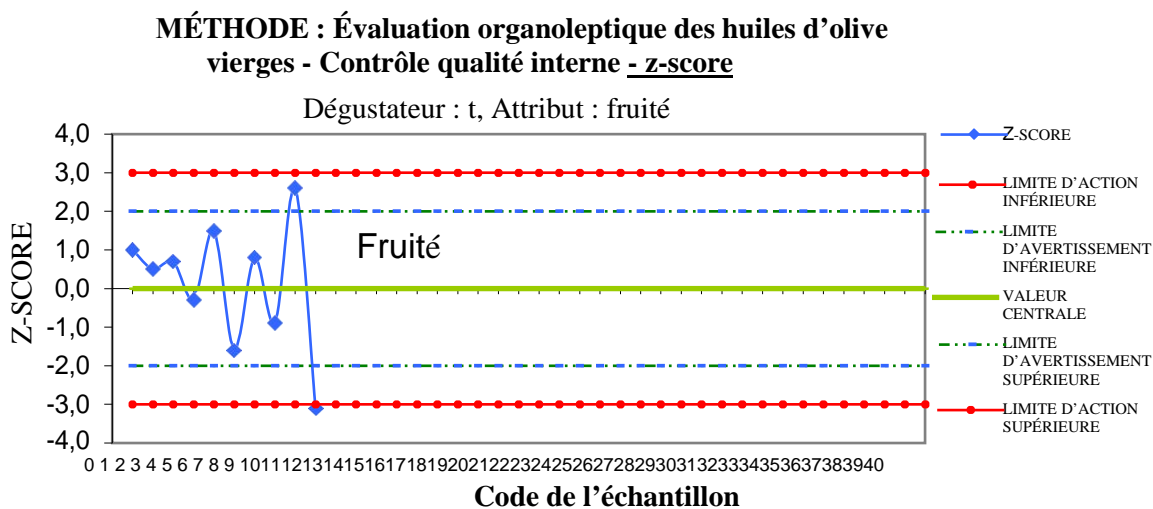 MÉTHODE : Évaluation organoleptique des huiles d'olive
vierges - Contrôle qualité interne - z-score
Dégustateur : t, Attribut : fruité
4,0
3,0
2,0
1,0
0,0
-1,0
-2,0
-3,0
-4,0
Z-SCORE
Fruité
Z-SCORE
LIMITE D'ACTION
INFÉRIEURE
LIMITE
D'AVERTISSEMENT
INFÉRIEURE
VALEUR
CENTRALE
LIMITE
D'AVERTISSEMENT
SUPÉRIEURE
LIMITE D'ACTION
SUPÉRIEURE
0 1 2 3 4 5 6 7 8 9 10111213141516171819202122232425262728293031323334353637383940
Code de l'échantillon